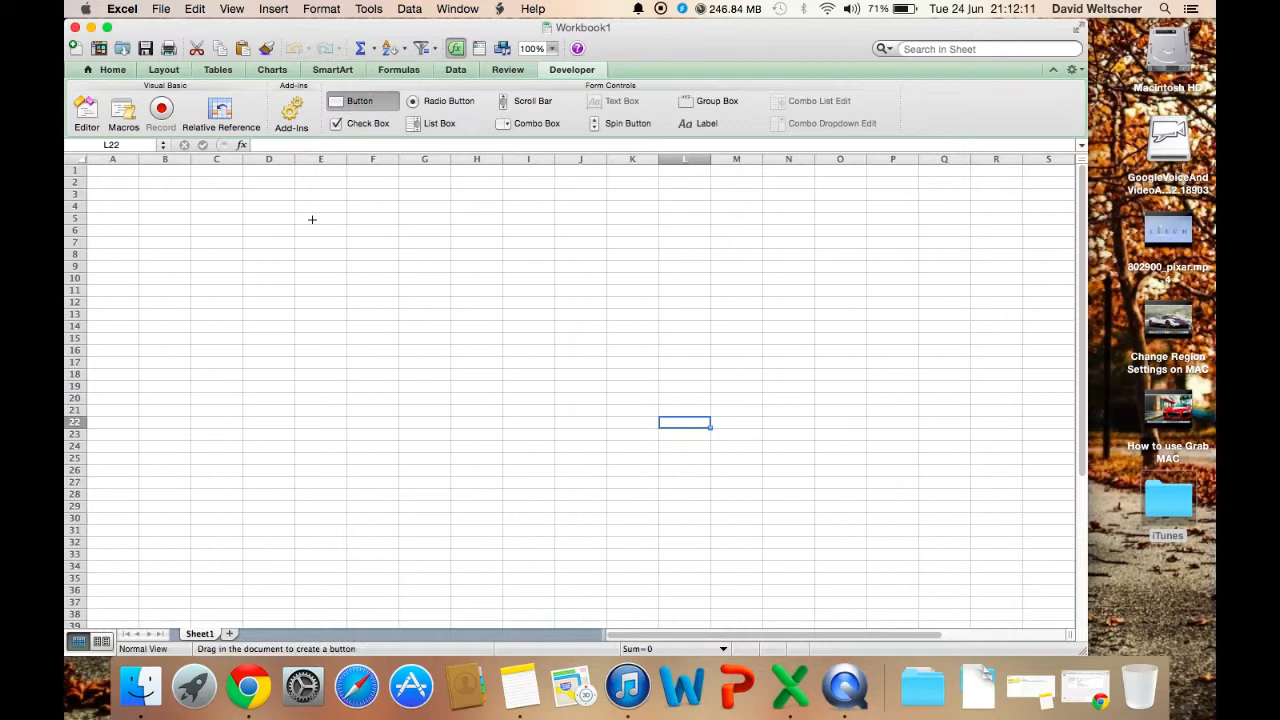 Excel File Edit View Insert Format Tools Data Window Help 246.84 MB 71% Tue 24 Jun 21:12:11 David Weltscher
Workbook1
100% Search in Sheet
Home Layout Tables Charts SmartArt Formulas Data Review Developer
Visual Basic Add-Ins Form Controls
Button Radio Button Scroll Bar Text Box Group Box Combo List Edit
Check Box List Box Combo Box Spin Button Aa Label Combo Dropdown Edit
Editor Macros Record Relative Reference Add-Ins
L22 fx
A B C D E F G H I J K L M N O P Q R S
1
2
3
4
5
6
7
8
9
10
11
12
13
14
15
16
17
18
19
20
21
22
23
24
25
26
27
28
29
30
31
32
33
34
35
36
37
38
39
Sheet1
Normal View Drag in the document to create a button Sum=0
Macintosh HD
GoogleVoiceAnd
VideoA...2.18903
iTECH
802900_pixar.mp
4
Change Region
Settings on MAC
How to use Grab
MAC
iTunes